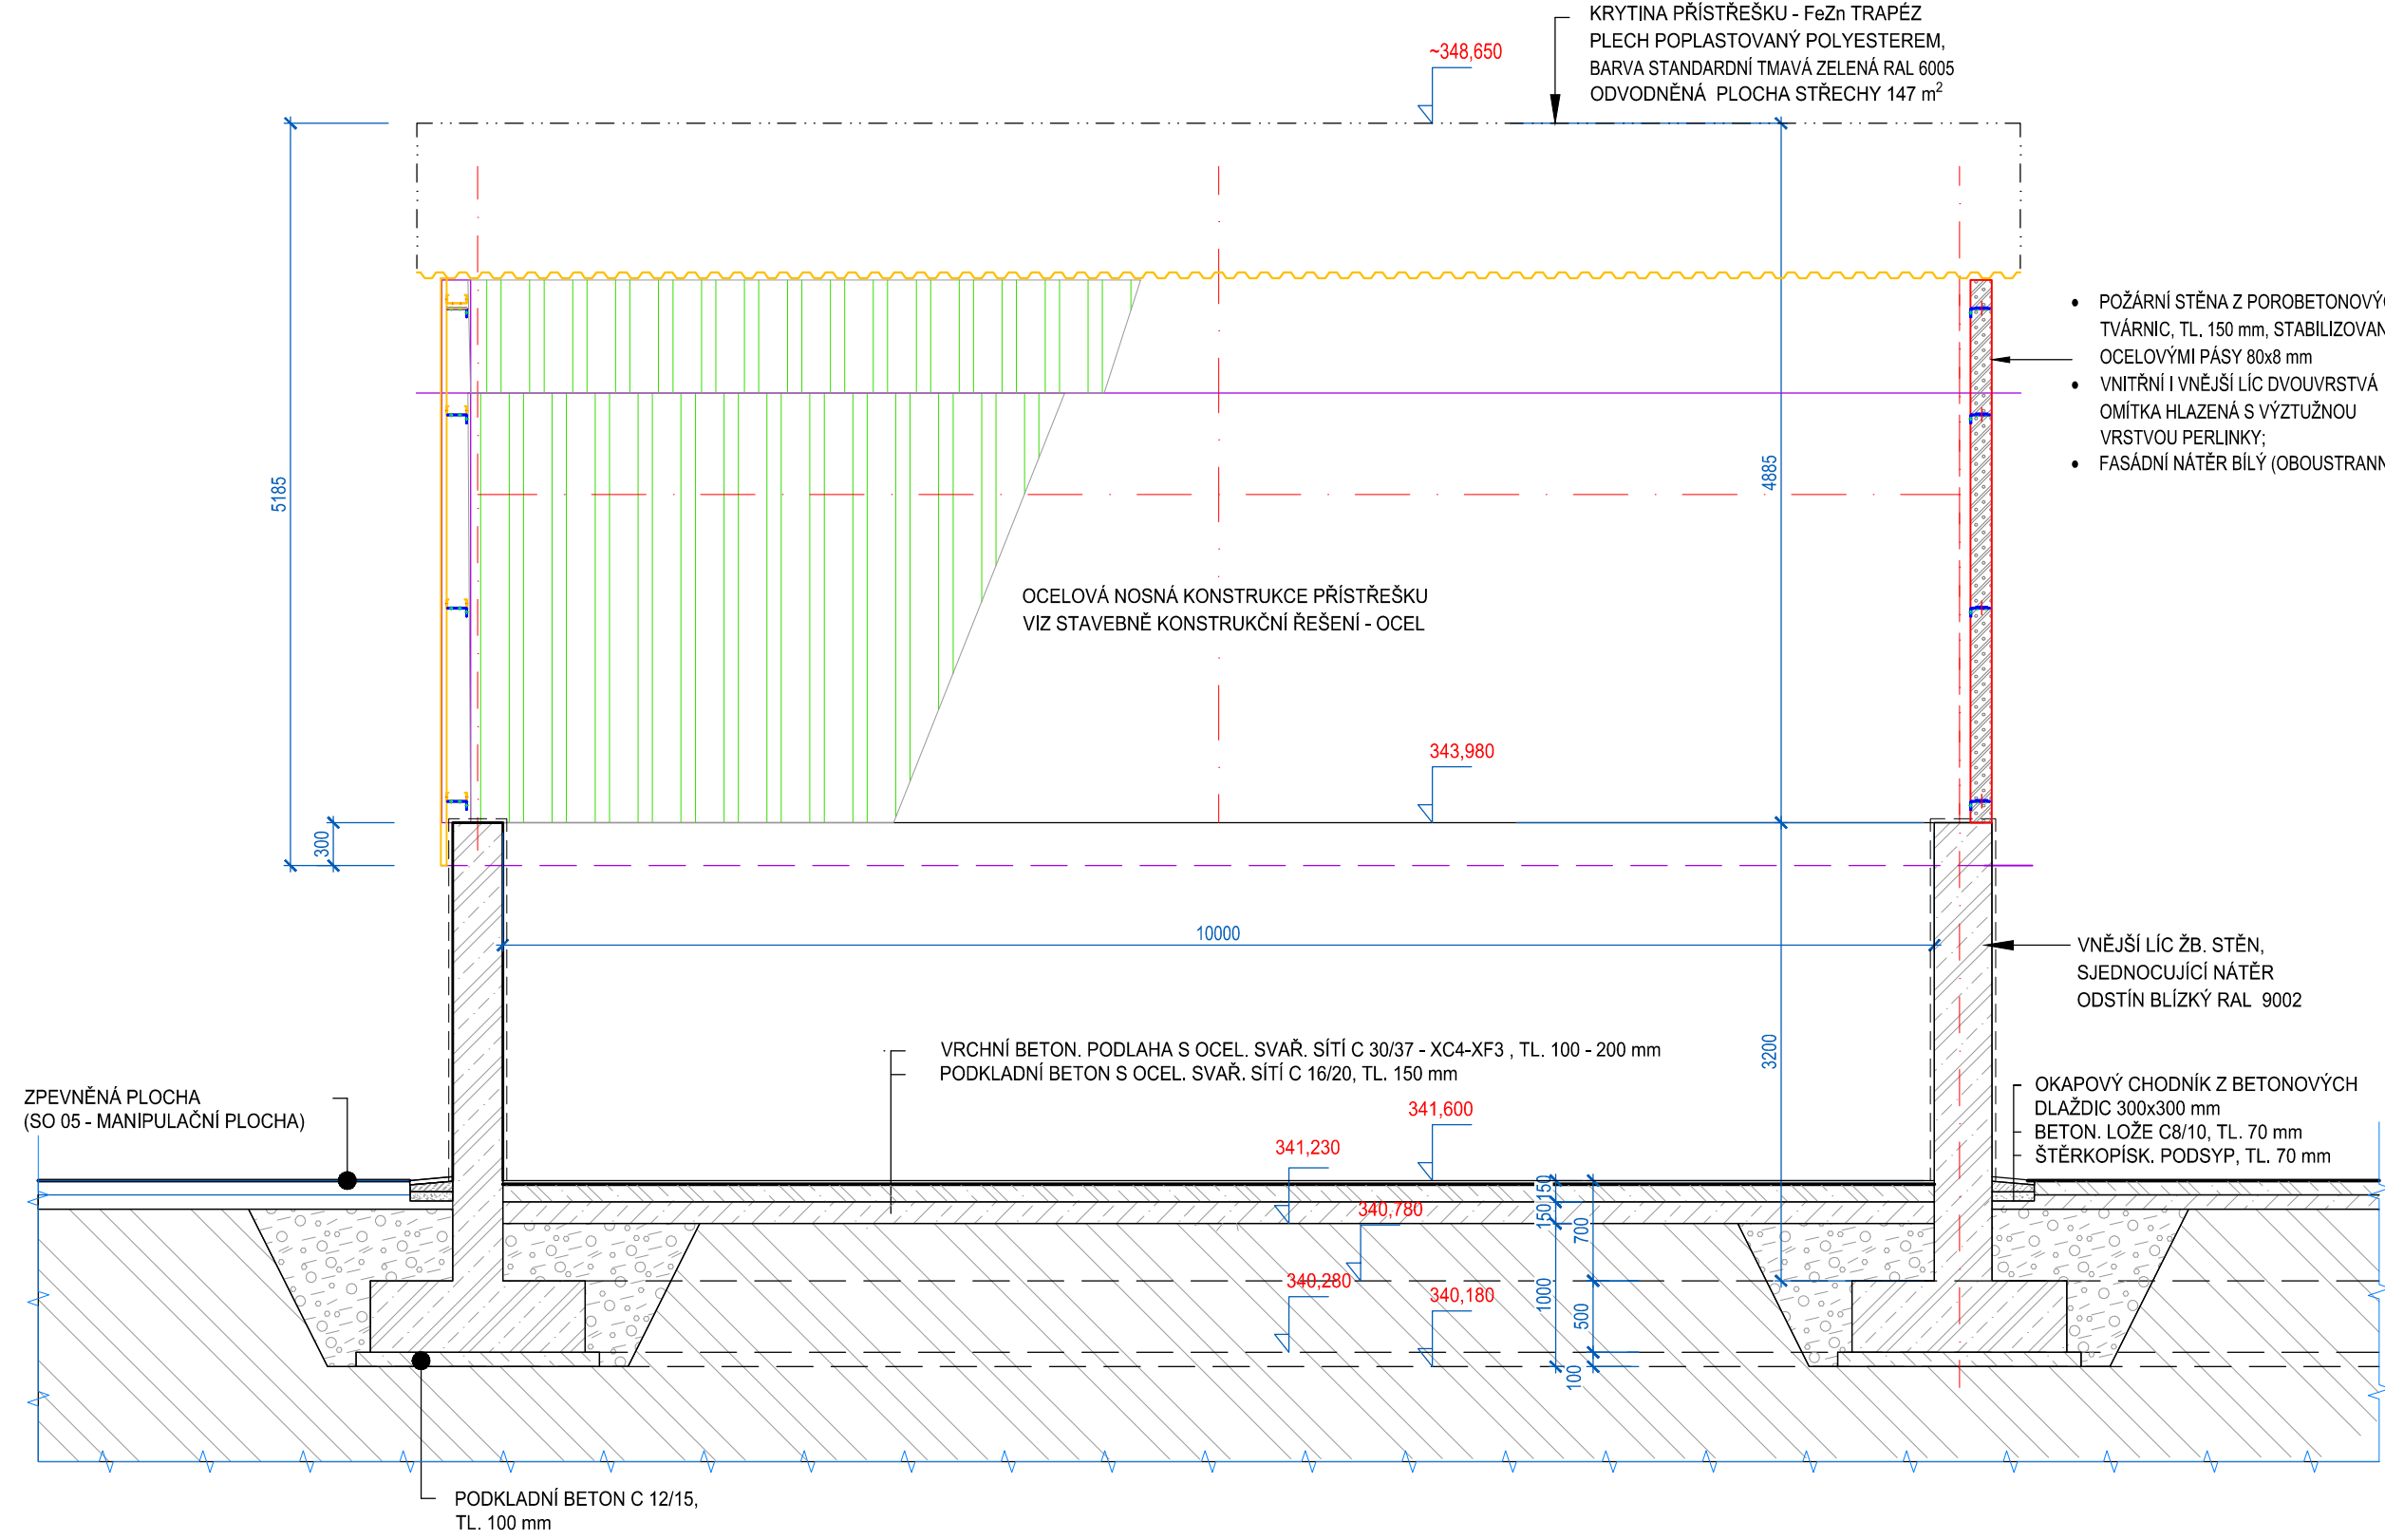 KRYTINA PŘÍSTŘEŠKU - FeZn TRAPÉZ
PLECH POPLASTOVANÝ POLYESTEREM,
BARVA STANDARDNÍ TMAVÁ ZELENÁ RAL 6005
ODVODNĚNÁ PLOCHA STŘECHY 147 m²
~348,650
• POŽÁRNÍ STĚNA Z POROBETONOVÝ
TVÁRNIC, TL. 150 mm, STABILIZOVAN
OCELOVÝMI PÁSY 80x8 mm
• VNITŘNÍ I VNĚJŠÍ LÍC DVOUVRSTVÁ
OMÍTKA HLAZENÁ S VÝZTUŽNOU
VRSTVOU PERLINKY;
• FASÁDNÍ NÁTĚR BÍLÝ (OBOUSTRANN
5185
4885
OCELOVÁ NOSNÁ KONSTRUKCE PŘÍSTŘEŠKU
VIZ STAVEBNĚ KONSTRUKČNÍ ŘEŠENÍ - OCEL
343,980
300
10000
VNĚJŠÍ LÍC ŽB. STĚN,
SJEDNOCUJÍCÍ NÁTĚR
ODSTÍN BLÍZKÝ RAL 9002
3200
VRCHNÍ BETON. PODLAHA S OCEL. SVAŘ. SÍTÍ C 30/37 - XC4-XF3 , TL. 100 - 200 mm
PODKLADNÍ BETON S OCEL. SVAŘ. SÍTÍ C 16/20, TL. 150 mm
ZPEVNĚNÁ PLOCHA
(SO 05 - MANIPULAČNÍ PLOCHA)
OKAPOVÝ CHODNÍK Z BETONOVÝCH
DLAŽDIC 300x300 mm
BETON. LOŽE C8/10, TL. 70 mm
ŠTĚRKOPÍSK. PODSYP, TL. 70 mm
341,600
341,230
150
150
700
340,780
340,280
340,180
1000
500
100
PODKLADNÍ BETON C 12/15,
TL. 100 mm